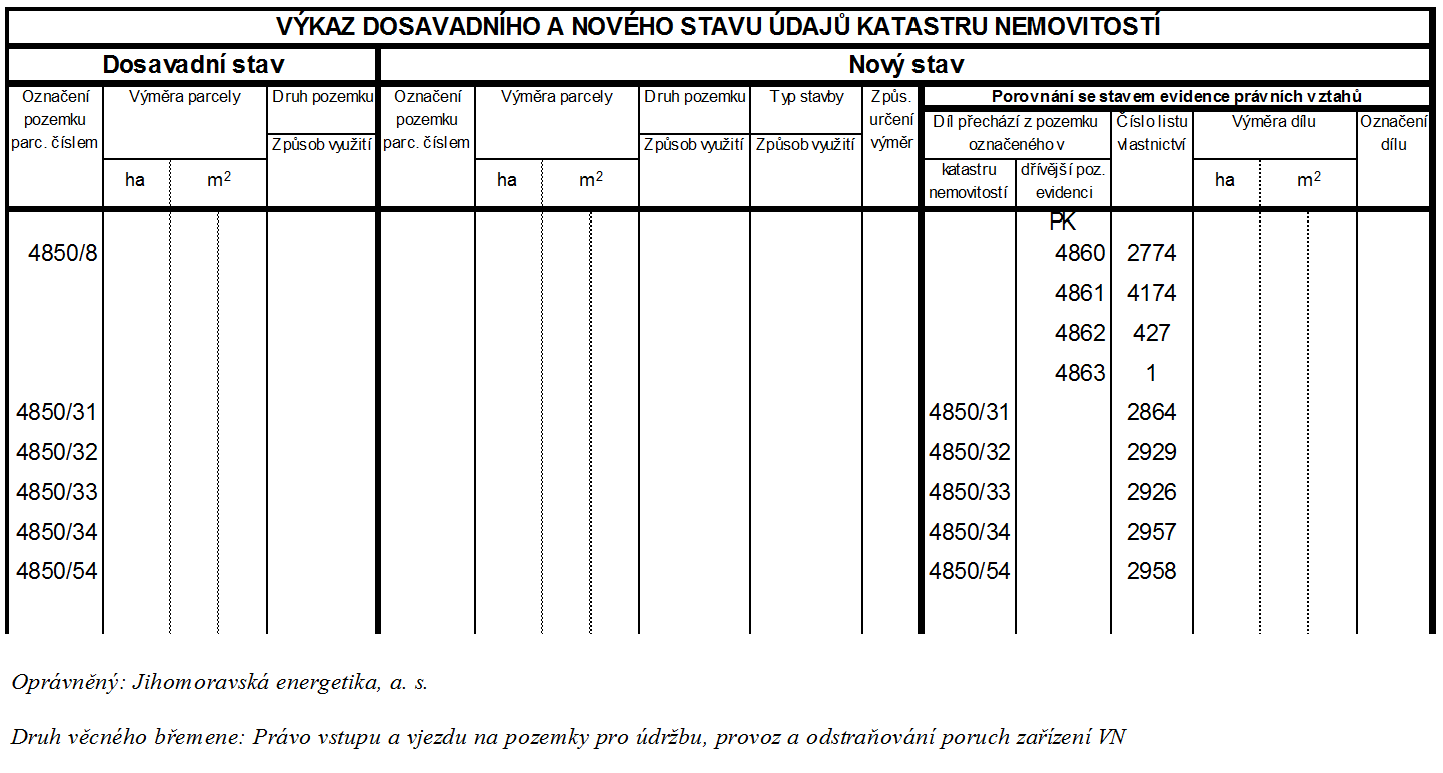 VÝKAZ DOSAVADNÍHO A NOVÉHO STAVU ÚDAJŮ KATASTRU NEMOVITOSTÍ
Dosavadní stav Nový stav
Označení pozemku parc. číslem Výměra parcely Druh pozemku Označení pozemku parc. číslem Výměra parcely Druh pozemku Typ stavby Způs. určení výměr Porovnání se stavem evidence právních vztahů
Způsob využití Způsob využití Způsob využití Díl přechází z pozemku označeného v Číslo listu vlastnictví Výměra dílu Označení dílu
ha m2 ha m2 katastru nemovitostí dřívější poz. evidenci ha m2
PK
4850/8 4860 2774
4861 4174
4862 427
4863 1
4850/31 4850/31 2864
4850/32 4850/32 2929
4850/33 4850/33 2926
4850/34 4850/34 2957
4850/54 4850/54 2958
Oprávněný: Jihomoravská energetika, a. s.
Druh věcného břemene: Právo vstupu a vjezdu na pozemky pro údržbu, provoz a odstraňování poruch zařízení VN